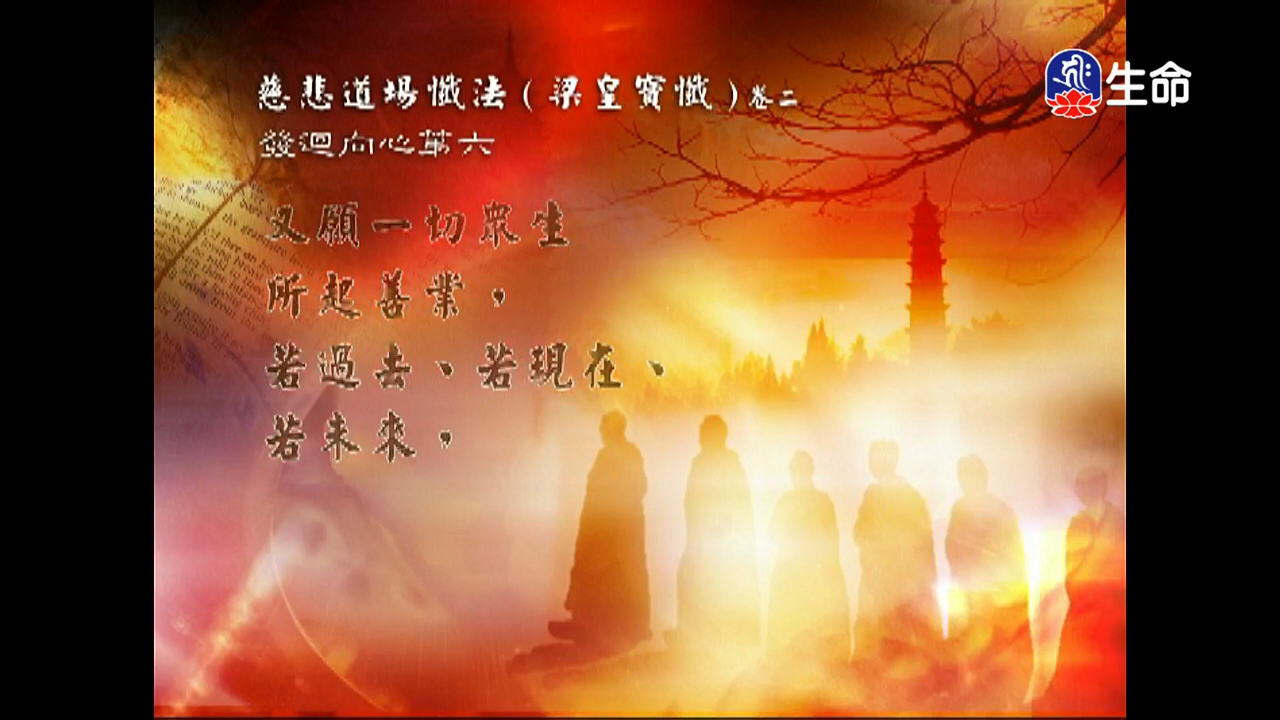 慈悲道場懺法(梁皇寶懺)卷二
發迴向心第六
又願一切眾生
所起善業，
若過去、若現在、
若未來，
生命